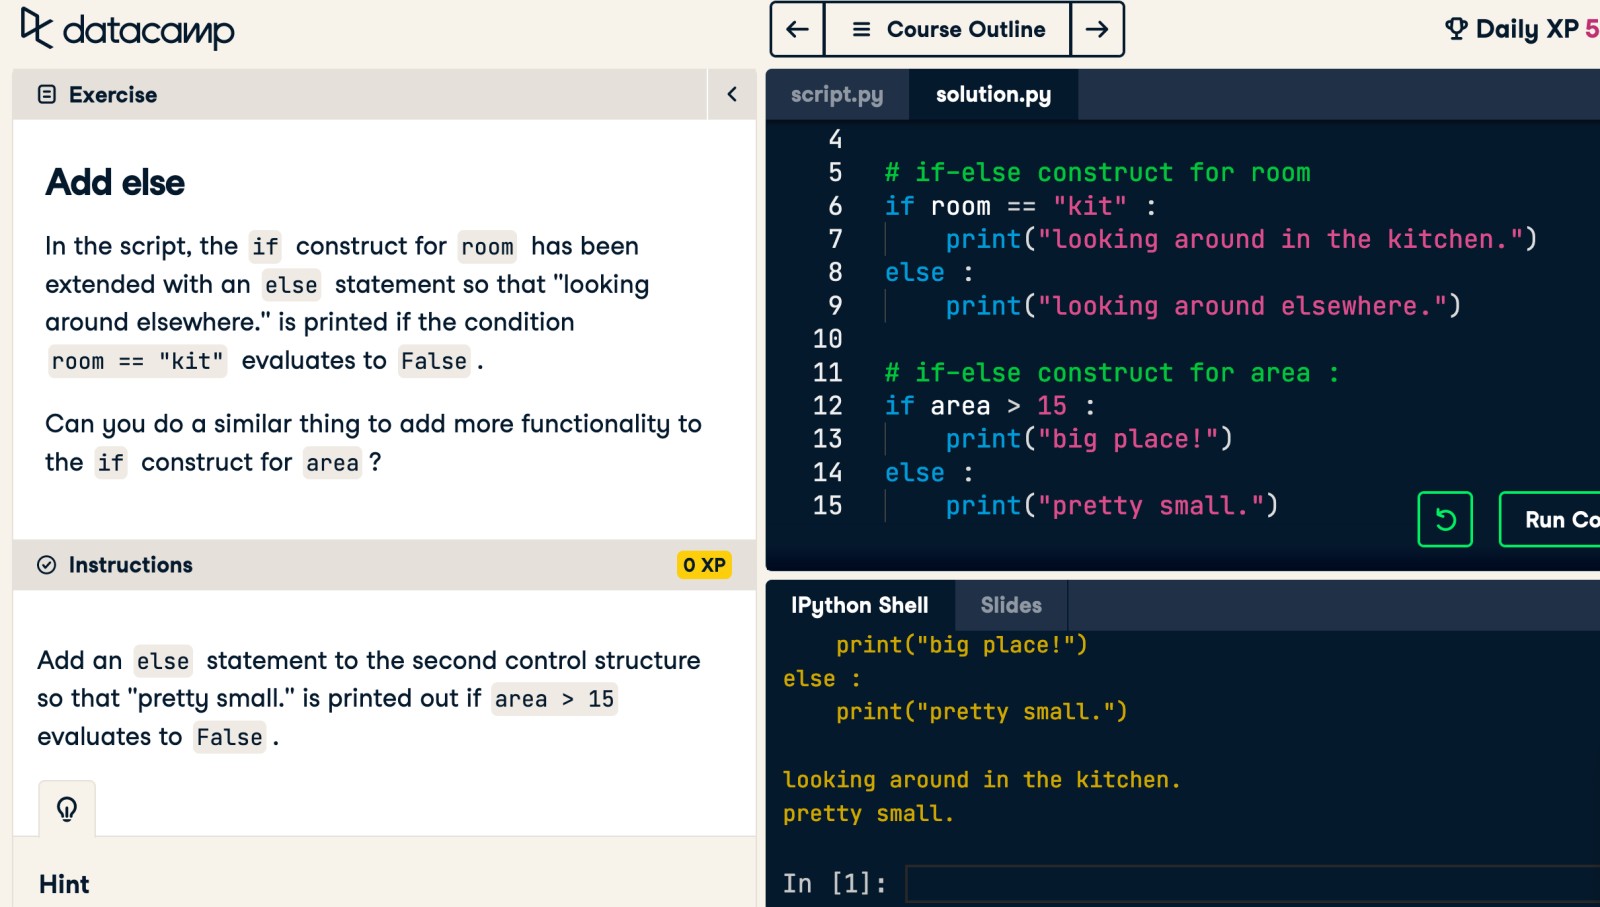 datacamp
Course Outline
Daily XP 5
Exercise
Add else
In the script, the if construct for room has been
extended with an else statement so that "looking
around elsewhere." is printed if the condition
room == "kit" evaluates to False .
Can you do a similar thing to add more functionality to
the if construct for area ?
Instructions
0 XP
Add an else statement to the second control structure
so that "pretty small." is printed out if area > 15
evaluates to False .
Hint
script.py
solution.py
4
5 # if-else construct for room
6 if room == "kit" :
7     print("looking around in the kitchen.")
8 else :
9     print("looking around elsewhere.")
10
11 # if-else construct for area :
12 if area > 15 :
13     print("big place!")
14 else :
15     print("pretty small.")
Run Co
IPython Shell
Slides
    print("big place!")
else :
    print("pretty small.")
looking around in the kitchen.
pretty small.
In [1]: